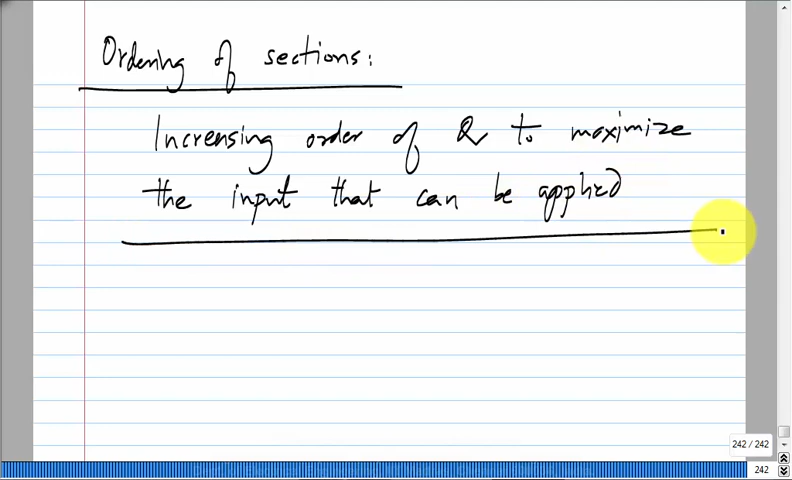 Ordering of sections:
Increasing order of Q to maximize
the input that can be applied
242 / 242
242